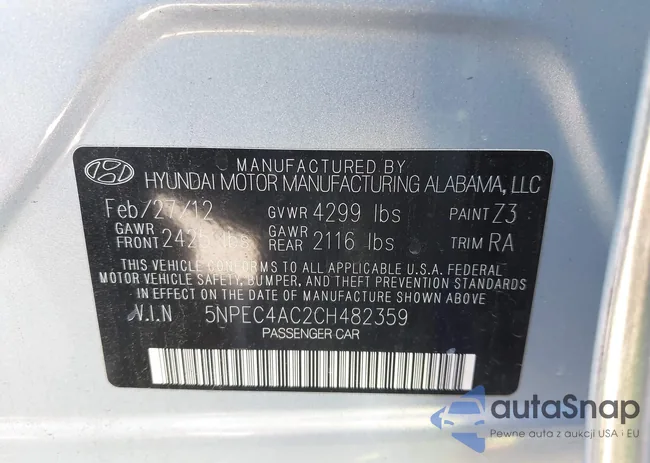 MANUFACTURED BY
HYUNDAI MOTOR MANUFACTURING ALABAMA, LLC
Feb/27/12 GVWR 4299 lbs PAINT Z3
GAWR FRONT lbs GAWR REAR 2116 lbs TRIM RA
THIS VEHICLE CONFORMS TO ALL APPLICABLE U.S.A. FEDERAL
MOTOR VEHICLE SAFETY, BUMPER, AND THEFT PREVENTION STANDARDS
IN EFFECT ON THE DATE OF MANUFACTURE SHOWN ABOVE
V.I.N 5NPEC4AC2CH482359
PASSENGER CAR
autaSnap
Pewne auta z aukcji USA i EU